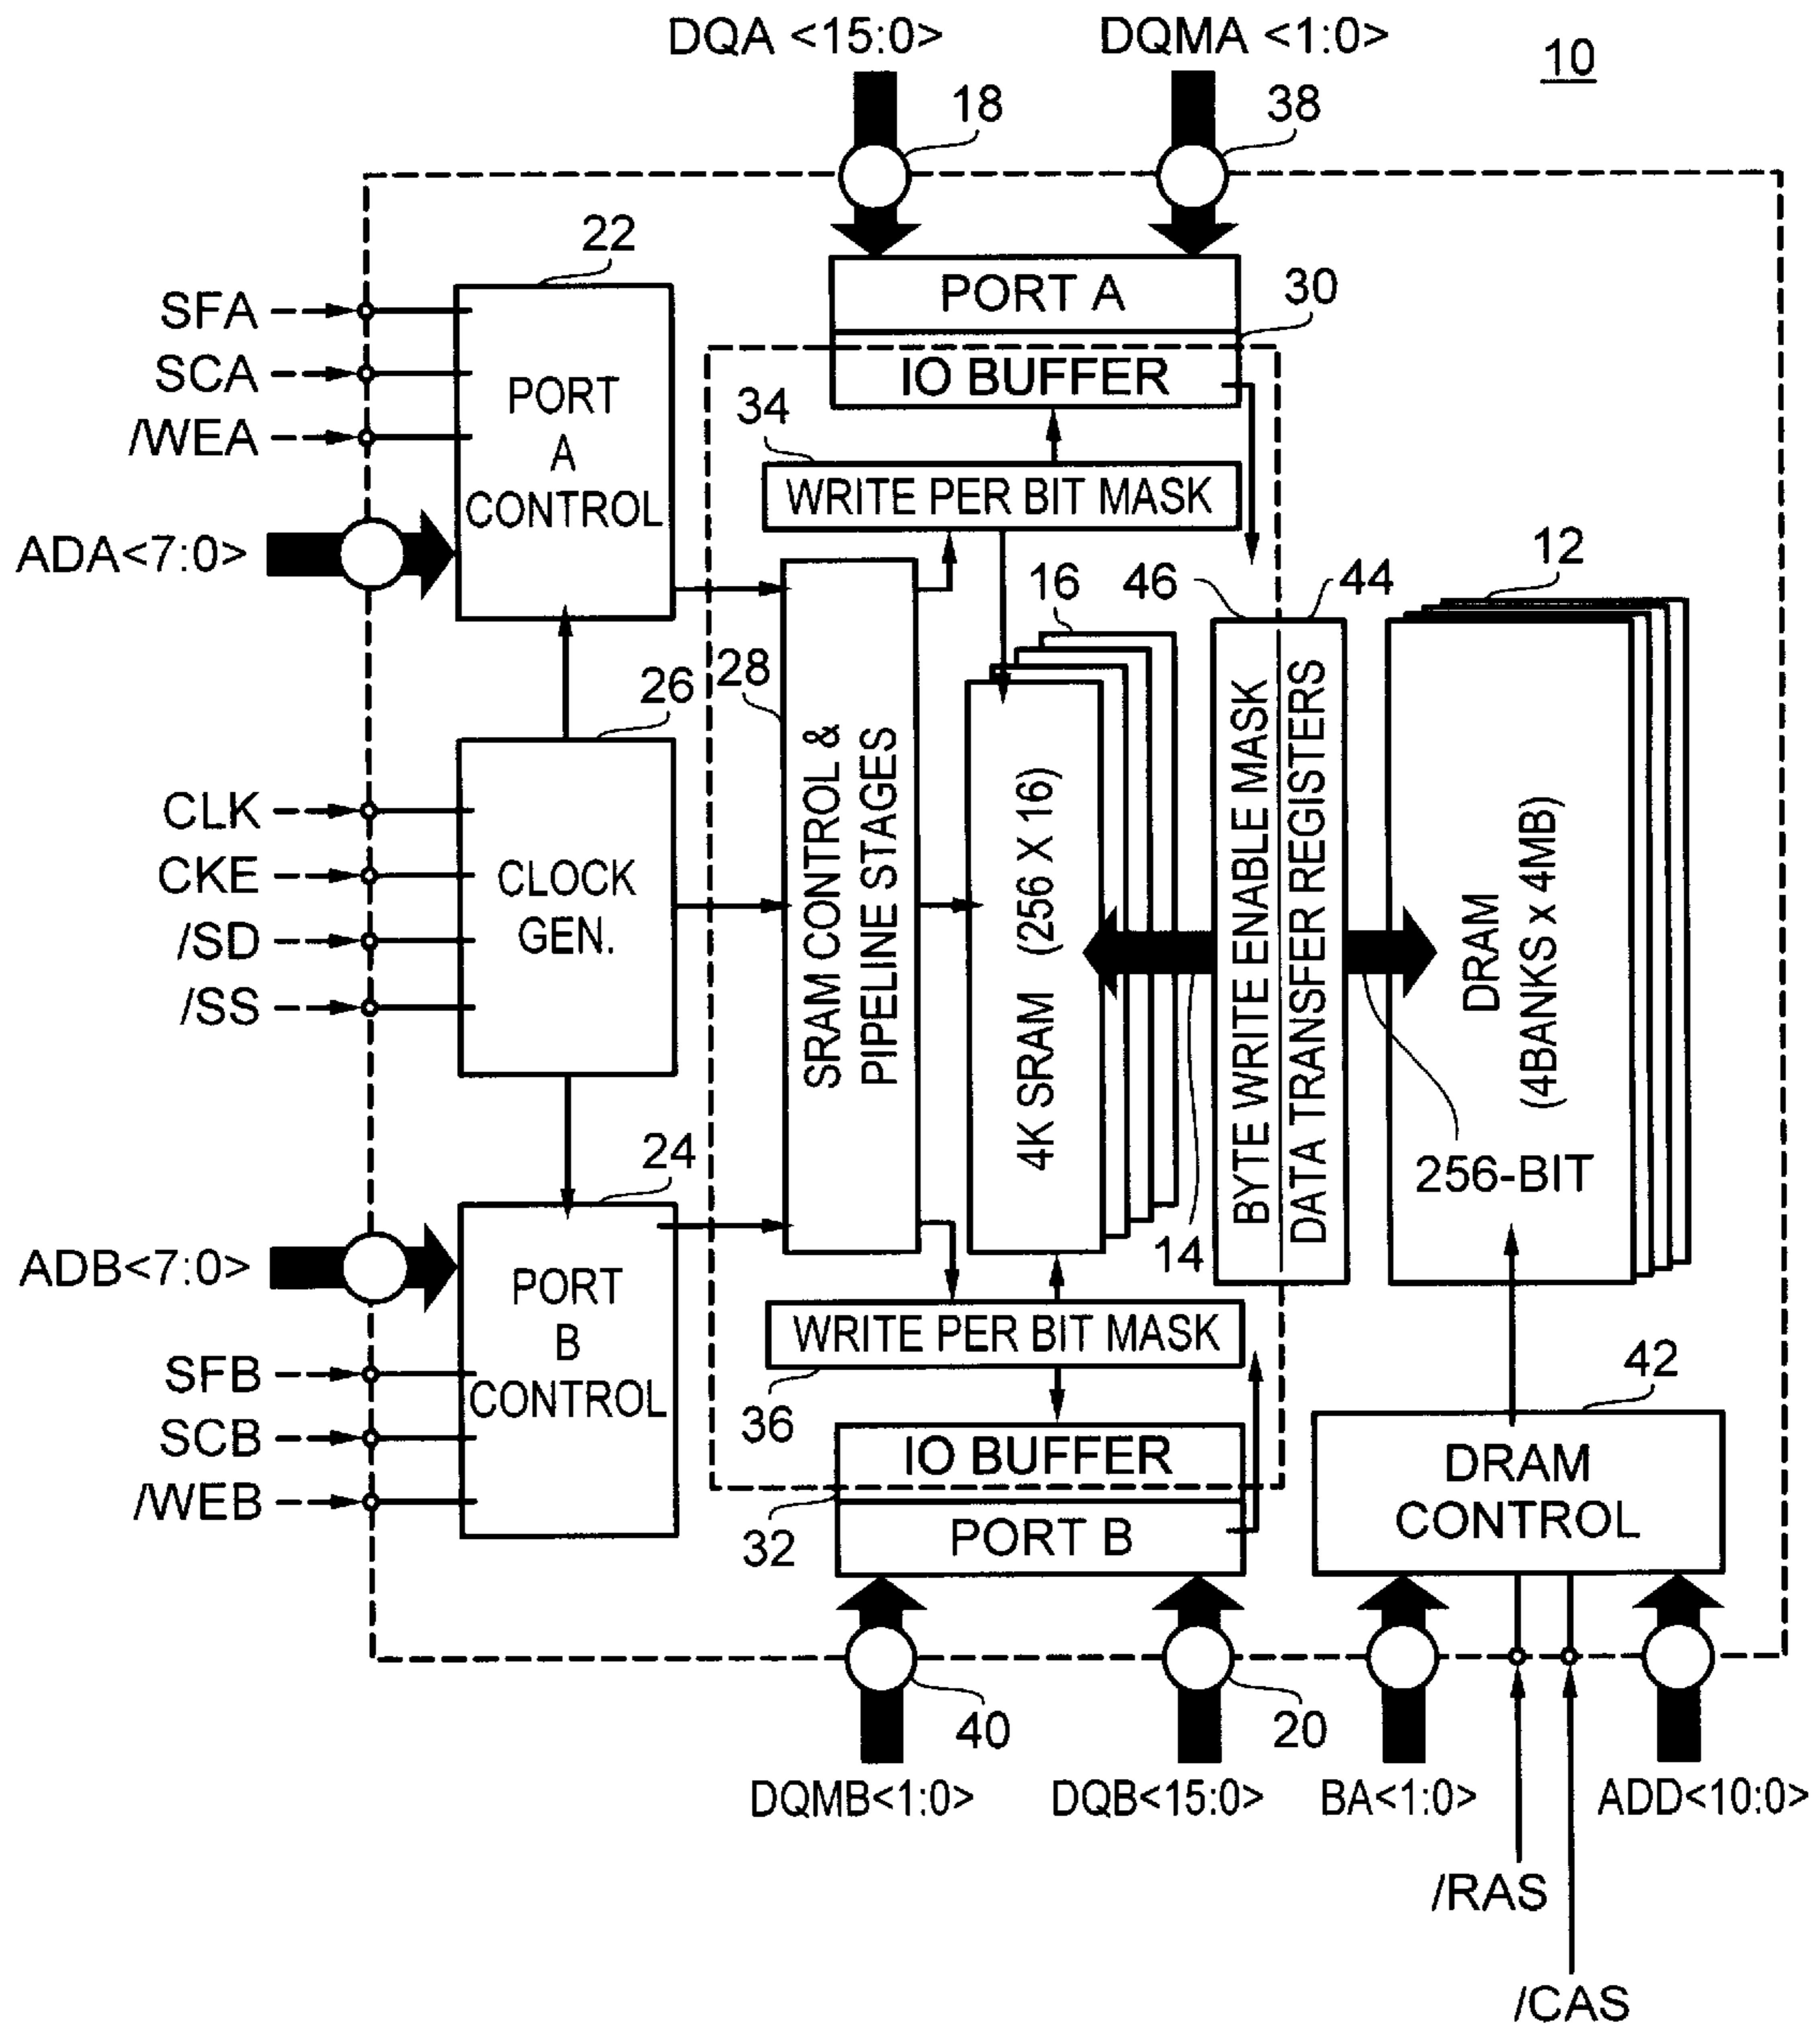 DQA <15:0>
DQMA <1:0>
10
18
38
22
SFA
SCA
/WEA
ADA<7:0>
PORT
A
CONTROL
PORT A
30
IO BUFFER
34
WRITE PER BIT MASK
16
46
44
12
26
28
CLK
CKE
/SD
/SS
CLOCK
GEN.
SRAM CONTROL &
PIPELINE STAGES
4K SRAM (256 X 16)
BYTE WRITE ENABLE MASK
DATA TRANSFER REGISTERS
DRAM
(4BANKS x 4MB)
256-BIT
14
24
ADB<7:0>
SFB
SCB
/WEB
PORT
B
CONTROL
WRITE PER BIT MASK
36
IO BUFFER
32
PORT B
42
DRAM
CONTROL
40
20
DQMB<1:0>
DQB<15:0>
BA<1:0>
ADD<10:0>
/RAS
/CAS